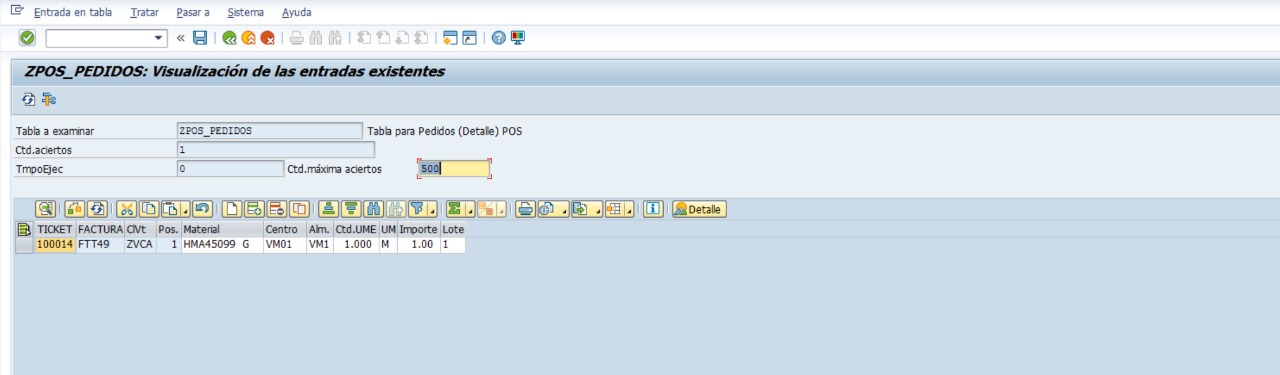 Entrada en tabla Tratar Pasar a Sistema Ayuda
ZPOS_PEDIDOS: Visualización de las entradas existentes
Tabla a examinar ZPOS_PEDIDOS Tabla para Pedidos (Detalle) POS
Ctd.aciertos 1
TmpoEjec 0 Ctd.máxima aciertos 500
Detalle
TICKET FACTURA ClVt Pos. Material Centro Alm. Ctd.UME UM Importe Lote
100014 FTT49 ZVCA 1 HMA45099 G VM01 VM1 1.000 M 1.00 1